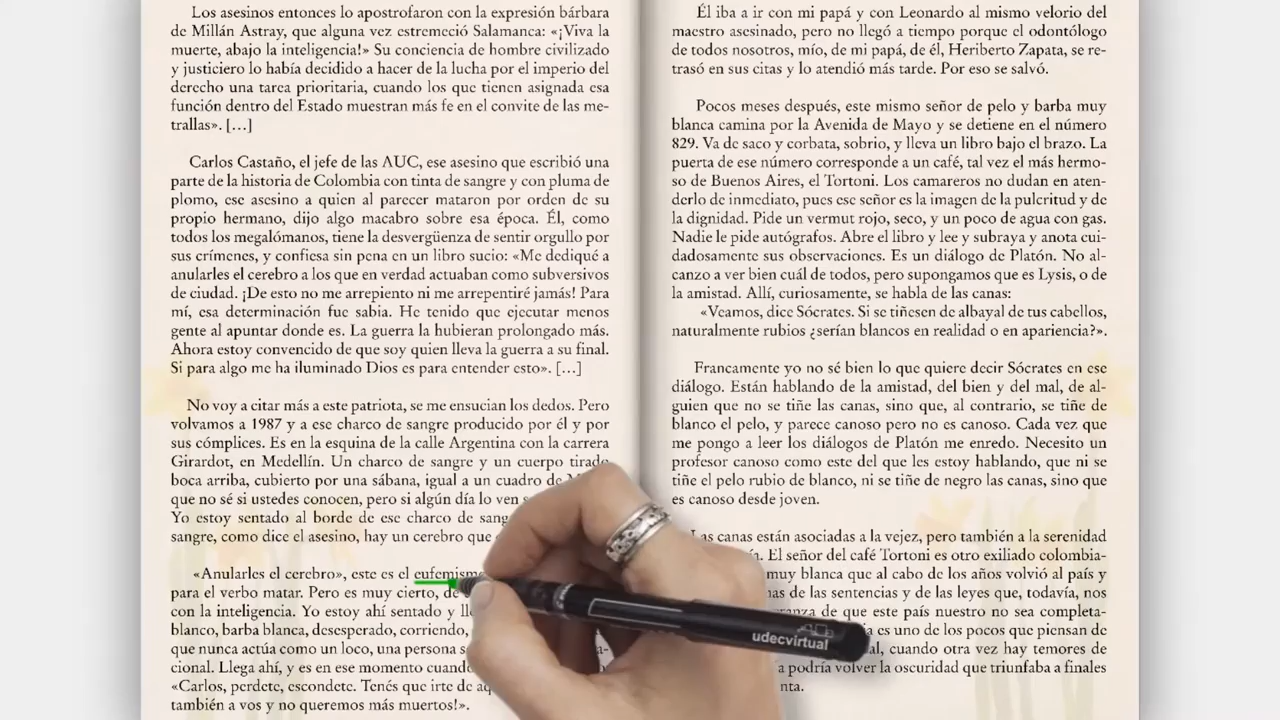 Los asesinos entonces lo apostrofaron con la expresión bárbara
de Millán Astray, que alguna vez estremeció Salamanca: «¡Viva la
muerte, abajo la inteligencia!» Su conciencia de hombre civilizado
y justiciero lo había decidido a hacer de la lucha por el imperio del
derecho una tarea prioritaria, cuando los que tienen asignada esa
función dentro del Estado muestran más fe en el convite de las me-
trallas». [...]
Carlos Castaño, el jefe de las AUC, ese asesino que escribió una
parte de la historia de Colombia con tinta de sangre y con pluma de
plomo, ese asesino a quien al parecer mataron por orden de su
propio hermano, dijo algo macabro sobre esa época. Él, como
todos los megalómanos, tiene la desvergüenza de sentir orgullo por
sus crímenes, y confiesa sin pena en un libro sucio: «Me dediqué a
anularles el cerebro a los que en verdad actuaban como subversivos
de ciudad. ¡De esto no me arrepiento ni me arrepentiré jamás! Para
mí, esa determinación fue sabia. He tenido que ejecutar menos
gente al apuntar donde es. La guerra la hubieran prolongado más.
Ahora estoy convencido de que soy quien lleva la guerra a su final.
Si para algo me ha iluminado Dios es para entender esto». [...]
No voy a citar más a este patriota, se me ensucian los dedos. Pero
volvamos a 1987 y a ese charco de sangre producido por él y por
sus cómplices. Es en la esquina de la calle Argentina con la carrera
Girardot, en Medellín. Un charco de sangre y un cuerpo tirado
boca arriba, cubierto por una sábana, igual a un cuadro de
que no sé si ustedes conocen, pero si algún día lo ven
Yo estoy sentado al borde de ese charco de
sangre, como dice el asesino, hay un cerebro que
«Anularles el cerebro», este es el eufemismo
para el verbo matar. Pero es muy cierto, de
con la inteligencia. Yo estoy ahí sentado y
blanco, barba blanca, desesperado, corriendo,
que nunca actúa como un loco, una persona
cional. Llega ahí, y es en ese momento cuando
«Carlos, perdete, escondete. Tenés que irte de
también a vos y no queremos más muertos!».
Él iba a ir con mi papá y con Leonardo al mismo velorio del
maestro asesinado, pero no llegó a tiempo porque el odontólogo
de todos nosotros, mío, de mi papá, de él, Heriberto Zapata, se re-
trasó en sus citas y lo atendió más tarde. Por eso se salvó.
Pocos meses después, este mismo señor de pelo y barba muy
blanca camina por la Avenida de Mayo y se detiene en el número
829. Va de saco y corbata, sobrio, y lleva un libro bajo el brazo. La
puerta de ese número corresponde a un café, tal vez el más hermo-
so de Buenos Aires, el Tortoni. Los camareros no dudan en aten-
derlo de inmediato, pues ese señor es la imagen de la pulcritud y de
la dignidad. Pide un vermut rojo, seco, y un poco de agua con gas.
Nadie le pide autógrafos. Abre el libro y lee y subraya y anota cui-
dadosamente sus observaciones. Es un diálogo de Platón. No al-
canzo a ver bien cuál de todos, pero supongamos que es Lysis, o de
la amistad. Allí, curiosamente, se habla de las canas:
«Veamos, dice Sócrates. Si se tiñesen de albayal de tus cabellos,
naturalmente rubios ¿serían blancos en realidad o en apariencia?».
Francamente yo no sé bien lo que quiere decir Sócrates en ese
diálogo. Están hablando de la amistad, del bien y del mal, de al-
guien que no se tiñe las canas, sino que, al contrario, se tiñe de
blanco el pelo, y parece canoso pero no es canoso. Cada vez que
me pongo a leer los diálogos de Platón me enredo. Necesito un
profesor canoso como este del que les estoy hablando, que ni se
tiñe el pelo rubio de blanco, ni se tiñe de negro las canas, sino que
es canoso desde joven.
Las canas están asociadas a la vejez, pero también a la serenidad
El señor del café Tortoni es otro exiliado colombia-
muy blanca que al cabo de los años volvió al país y
de las sentencias y de las leyes que, todavía, nos
de que este país nuestro no sea completa-
es uno de los pocos que piensan de
cuando otra vez hay temores de
podría volver la oscuridad que triunfaba a finales
udecvirtual